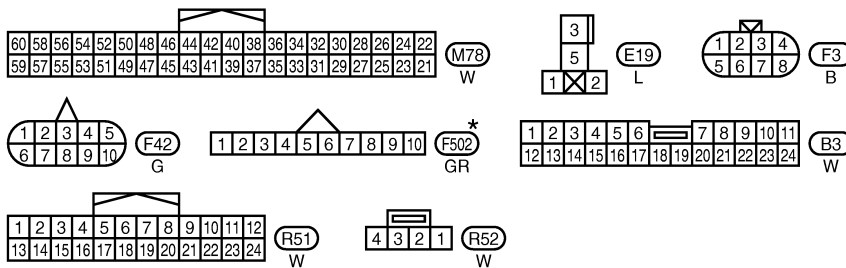 60 58 56 54 52 50 48 46 44 42 40 38 36 34 32 30 28 26 24 22
59 57 55 53 51 49 47 45 43 41 39 37 35 33 31 29 27 25 23 21
M78
W
3
5
1 2
E19
L
1 2 3 4
5 6 7 8
F3
B
1 2 3 4 5
6 7 8 9 10
F42
G
1 2 3 4 5 6 7 8 9 10
F502 *
GR
1 2 3 4 5 6 7 8 9 10 11
12 13 14 15 16 17 18 19 20 21 22 23 24
B3
W
1 2 3 4 5 6 7 8 9 10 11 12
13 14 15 16 17 18 19 20 21 22 23 24
R51
W
4 3 2 1
R52
W